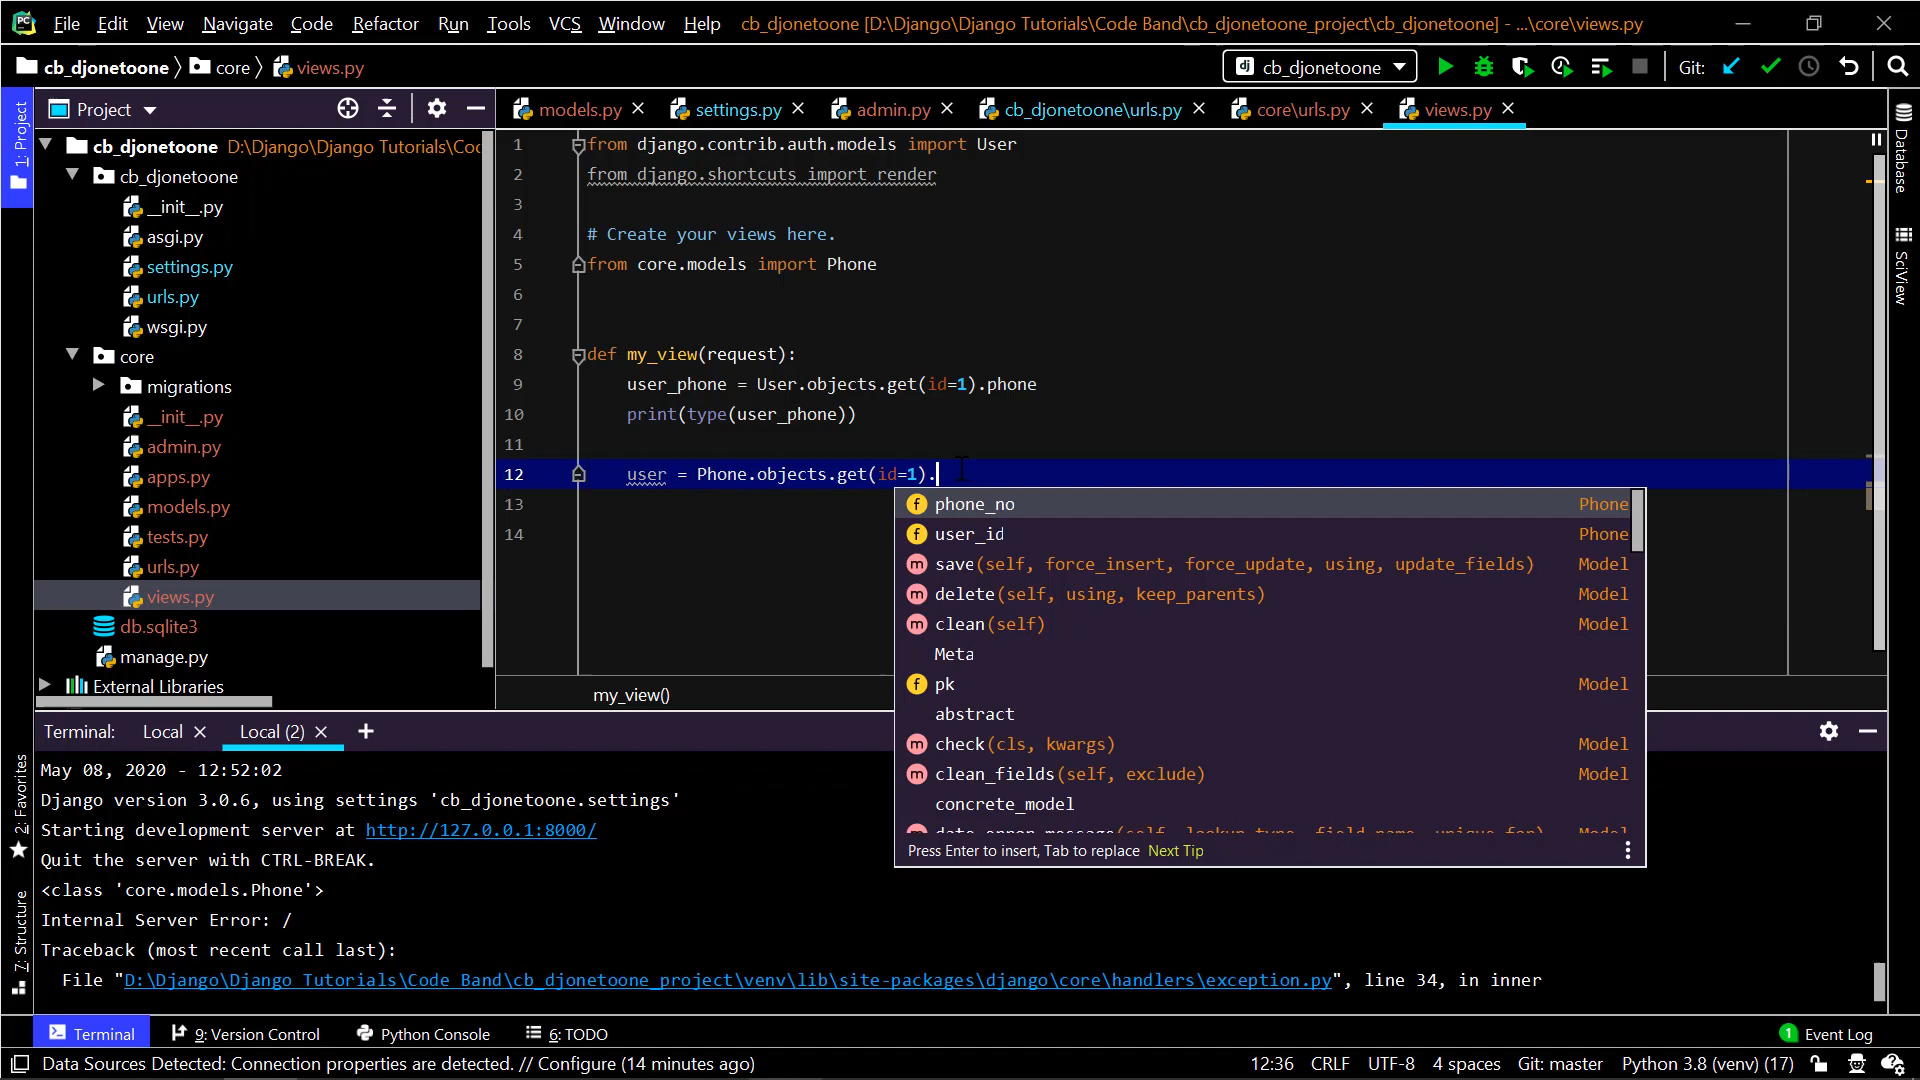 File Edit View Navigate Code Refactor Run Tools VCS Window Help cb_djonetoone [D:\Django\Django Tutorials\Code Band\cb_djonetoone_project\cb_djonetoone] - ...\core\views.py
cb_djonetoone core views.py dj cb_djonetoone Git:
1: Project
Project
models.py settings.py admin.py cb_djonetoone\urls.py core\urls.py views.py
cb_djonetoone D:\Django\Django Tutorials\Coc
cb_djonetoone
__init__.py
asgi.py
settings.py
urls.py
wsgi.py
core
migrations
__init__.py
admin.py
apps.py
models.py
tests.py
urls.py
views.py
db.sqlite3
manage.py
External Libraries
1 from django.contrib.auth.models import User
2 from django.shortcuts import render
3
4 # Create your views here.
5 from core.models import Phone
6
7
8 def my_view(request):
9 user_phone = User.objects.get(id=1).phone
10 print(type(user_phone))
11
12 user = Phone.objects.get(id=1).
13
14
phone_no Phone
user_id Phone
save(self, force_insert, force_update, using, update_fields) Model
delete(self, using, keep_parents) Model
clean(self) Model
Meta
pk Model
abstract
check(cls, kwargs) Model
clean_fields(self, exclude) Model
concrete_model
Press Enter to insert, Tab to replace Next Tip
my_view()
Database
SciView
Terminal: Local Local (2)
May 08, 2020 - 12:52:02
Django version 3.0.6, using settings 'cb_djonetoone.settings'
Starting development server at http://127.0.0.1:8000/
Quit the server with CTRL-BREAK.
<class 'core.models.Phone'>
Internal Server Error: /
Traceback (most recent call last):
File "D:\Django\Django Tutorials\Code Band\cb_djonetoone_project\venv\lib\site-packages\django\core\handlers\exception.py", line 34, in inner
2: Favorites
7: Structure
Terminal 9: Version Control Python Console 6: TODO 1 Event Log
Data Sources Detected: Connection properties are detected. // Configure (14 minutes ago) 12:36 CRLF UTF-8 4 spaces Git: master Python 3.8 (venv) (17)